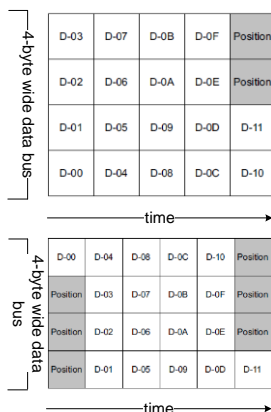 4-byte wide data bus
D-03 D-07 D-0B D-0F Position
D-02 D-06 D-0A D-0E Position
D-01 D-05 D-09 D-0D D-11
D-00 D-04 D-08 D-0C D-10
time
4-byte wide data
bus
D-00 D-04 D-08 D-0C D-10 Position
Position D-03 D-07 D-0B D-0F Position
Position D-02 D-06 D-0A D-0E Position
Position D-01 D-05 D-09 D-0D D-11
time